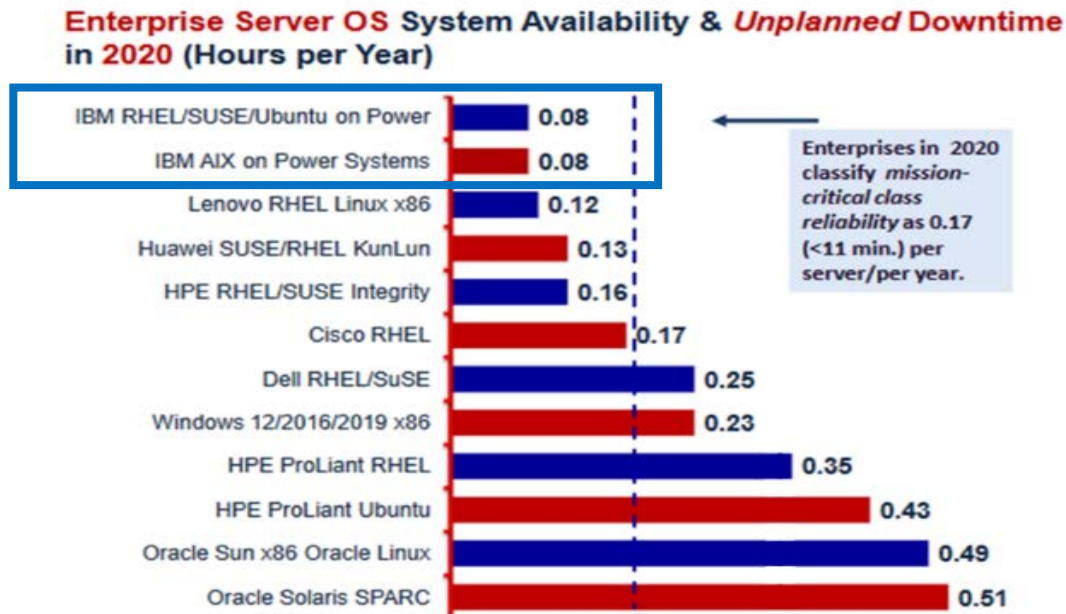 Enterprise Server OS System Availability & Unplanned Downtime
in 2020 (Hours per Year)
IBM RHEL/SUSE/Ubuntu on Power 0.08
IBM AIX on Power Systems 0.08
Lenovo RHEL Linux x86 0.12
Huawei SUSE/RHEL KunLun 0.13
HPE RHEL/SUSE Integrity 0.16
Cisco RHEL 0.17
Dell RHEL/SuSE 0.25
Windows 12/2016/2019 x86 0.23
HPE ProLiant RHEL 0.35
HPE ProLiant Ubuntu 0.43
Oracle Sun x86 Oracle Linux 0.49
Oracle Solaris SPARC 0.51
Enterprises in 2020
classify mission-
critical class
reliability as 0.17
(<11 min.) per
server/per year.